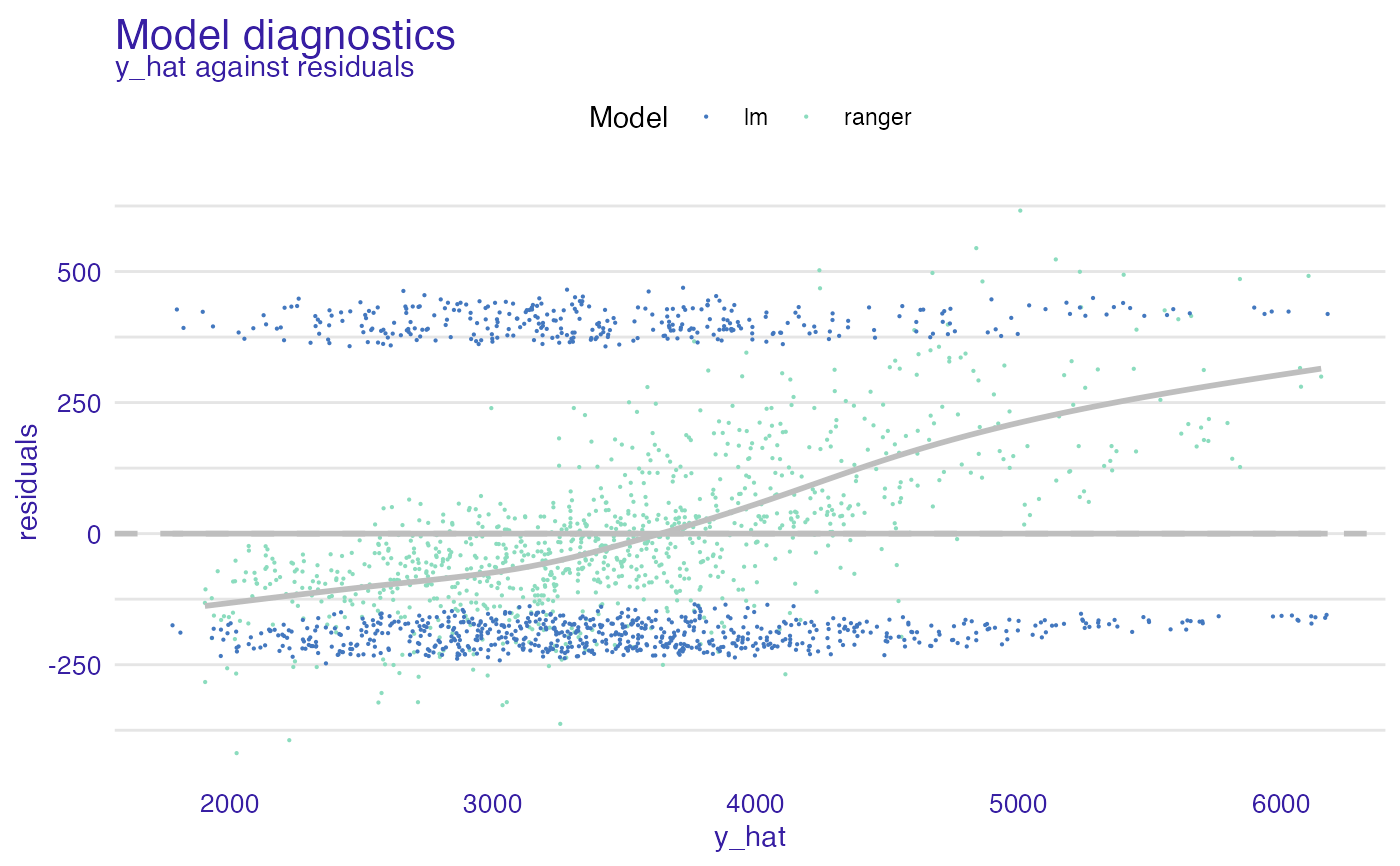 Model diagnostics
y_hat against residuals
Model lm ranger
500
250
0
-250
residuals
2000 3000 4000 5000 6000
y_hat